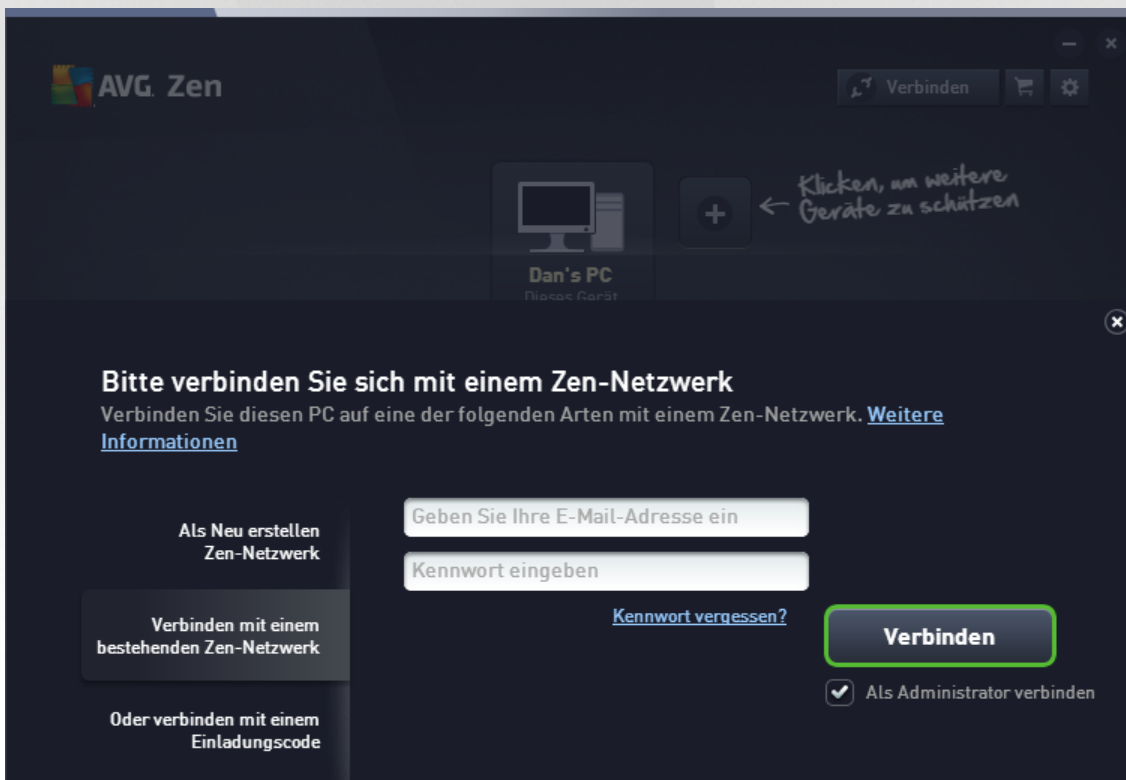 AVG. Zen
Verbinden
Klicken, um weitere
Geräte zu schützen
Dan's PC
Dieses Gerät
Bitte verbinden Sie sich mit einem Zen-Netzwerk
Verbinden Sie diesen PC auf eine der folgenden Arten mit einem Zen-Netzwerk. Weitere
Informationen
Als Neu erstellen
Zen-Netzwerk
Geben Sie Ihre E-Mail-Adresse ein
Kennwort eingeben
Kennwort vergessen?
Verbinden mit einem
bestehenden Zen-Netzwerk
Verbinden
Als Administrator verbinden
Oder verbinden mit einem
Einladungscode